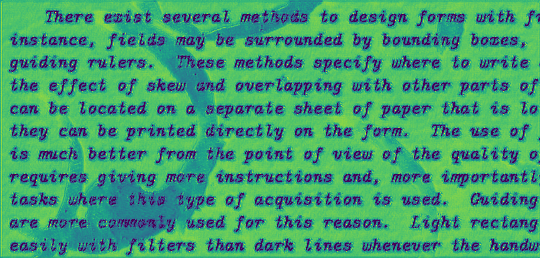 There exist several methods to design forms with
instance, fields may be surrounded by bounding boxes,
guiding rulers. These methods specify where to write
the effect of skew and overlapping with other parts of
can be located on a separate sheet of paper that is
they can be printed directly on the form. The use of
is much better from the point of view of the quality
requires giving more instructions and, more
tasks where this type of acquisition is used. Guiding
are more commonly used for this reason. Light
easily with filters than dark lines whenever the